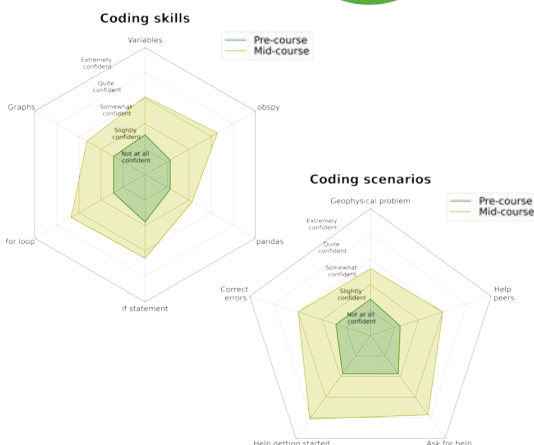 Coding skills
Variables
Pre-course
Mid-course
Extremely
confident
Quite
confident
Graphs
Somewhat
confident
obspy
Slightly
confident
Not at all
confident
for loop
pandas
if statement
Coding scenarios
Geophysical problem
Pre-course
Mid-course
Extremely
confident
Quite
confident
Somewhat
confident
Correct
errors
Help
peers
Slightly
confident
Not at all
confident
Help getting started
Ask for help